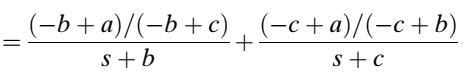 = \frac{(-b+a)/(-b+c)}{s+b} + \frac{(-c+a)/(-c+b)}{s+c}